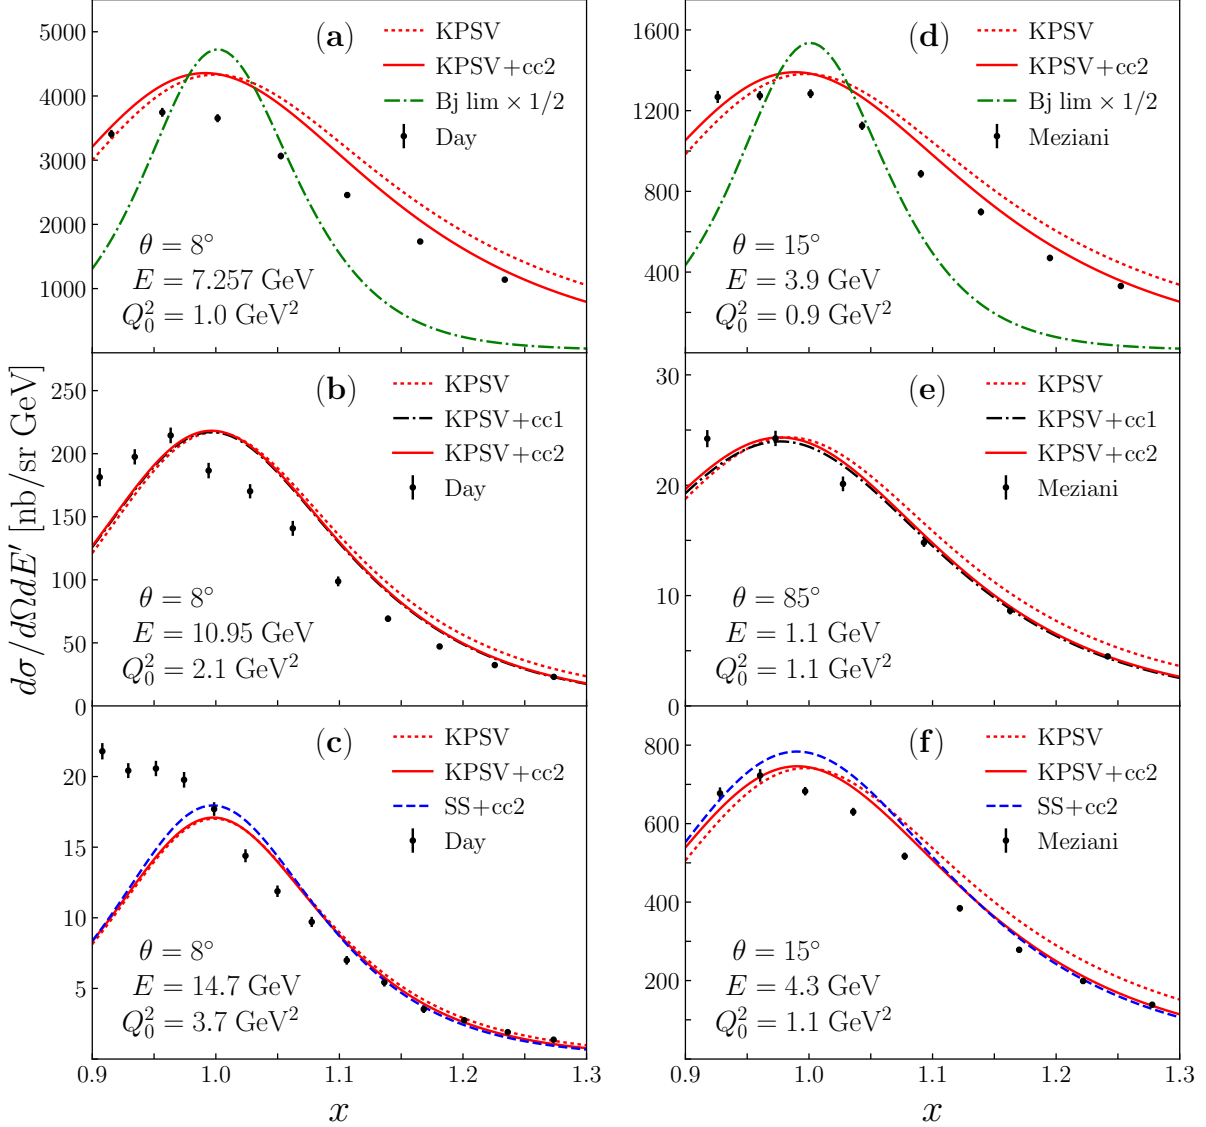 dσ/dΩdE′ [nb/sr GeV]
(a)
5000
4000
3000
2000
1000
KPSV
KPSV+cc2
Bj lim × 1/2
Day
θ = 8°
E = 7.257 GeV
Q₀² = 1.0 GeV²
(d)
1600
1200
800
400
KPSV
KPSV+cc2
Bj lim × 1/2
Meziani
θ = 15°
E = 3.9 GeV
Q₀² = 0.9 GeV²
(b)
250
200
150
100
50
0
KPSV
KPSV+cc1
KPSV+cc2
Day
θ = 8°
E = 10.95 GeV
Q₀² = 2.1 GeV²
(e)
30
20
10
0
KPSV
KPSV+cc1
KPSV+cc2
Meziani
θ = 85°
E = 1.1 GeV
Q₀² = 1.1 GeV²
(c)
20
15
10
5
KPSV
KPSV+cc2
SS+cc2
Day
θ = 8°
E = 14.7 GeV
Q₀² = 3.7 GeV²
0.9 1.0 1.1 1.2 1.3
x
(f)
800
600
400
200
KPSV
KPSV+cc2
SS+cc2
Meziani
θ = 15°
E = 4.3 GeV
Q₀² = 1.1 GeV²
0.9 1.0 1.1 1.2 1.3
x